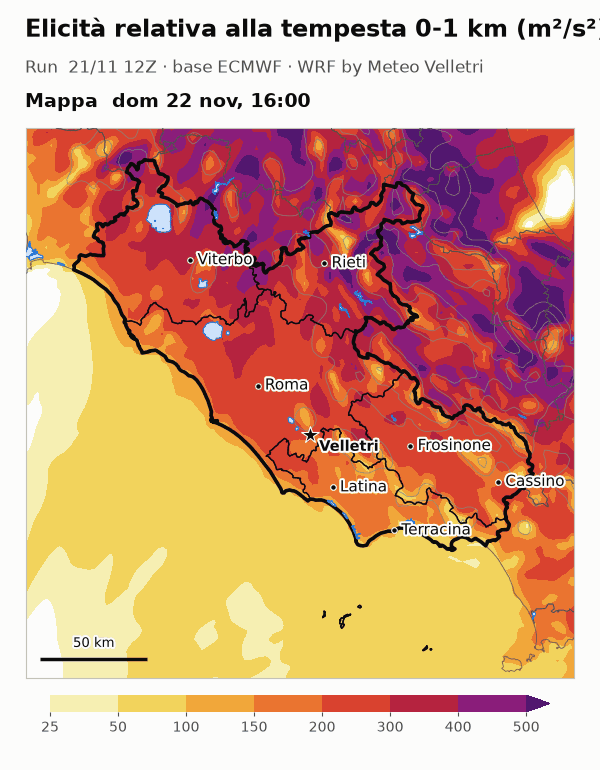 Elicità relativa alla tempesta 0-1 km (m²/s²)
Run 21/11 12Z · base ECMWF · WRF by Meteo Velletri
Mappa dom 22 nov, 16:00
Viterbo
Rieti
Roma
Velletri
Frosinone
Latina
Cassino
Terracina
50 km
25 50 100 150 200 300 400 500